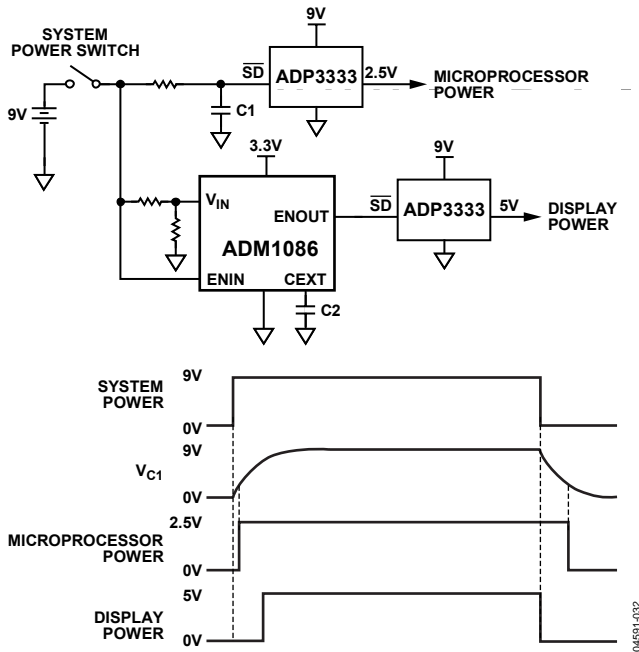 SYSTEM
POWER SWITCH
9V
SD
ADP3333
2.5V
MICROPROCESSOR
POWER
9V
C1
3.3V
9V
VIN
ENOUT
SD
ADP3333
5V
DISPLAY
POWER
ADM1086
ENIN
CEXT
C2
SYSTEM
POWER
9V
0V
VC1
9V
0V
MICROPROCESSOR
POWER
2.5V
0V
DISPLAY
POWER
5V
0V
04591-032